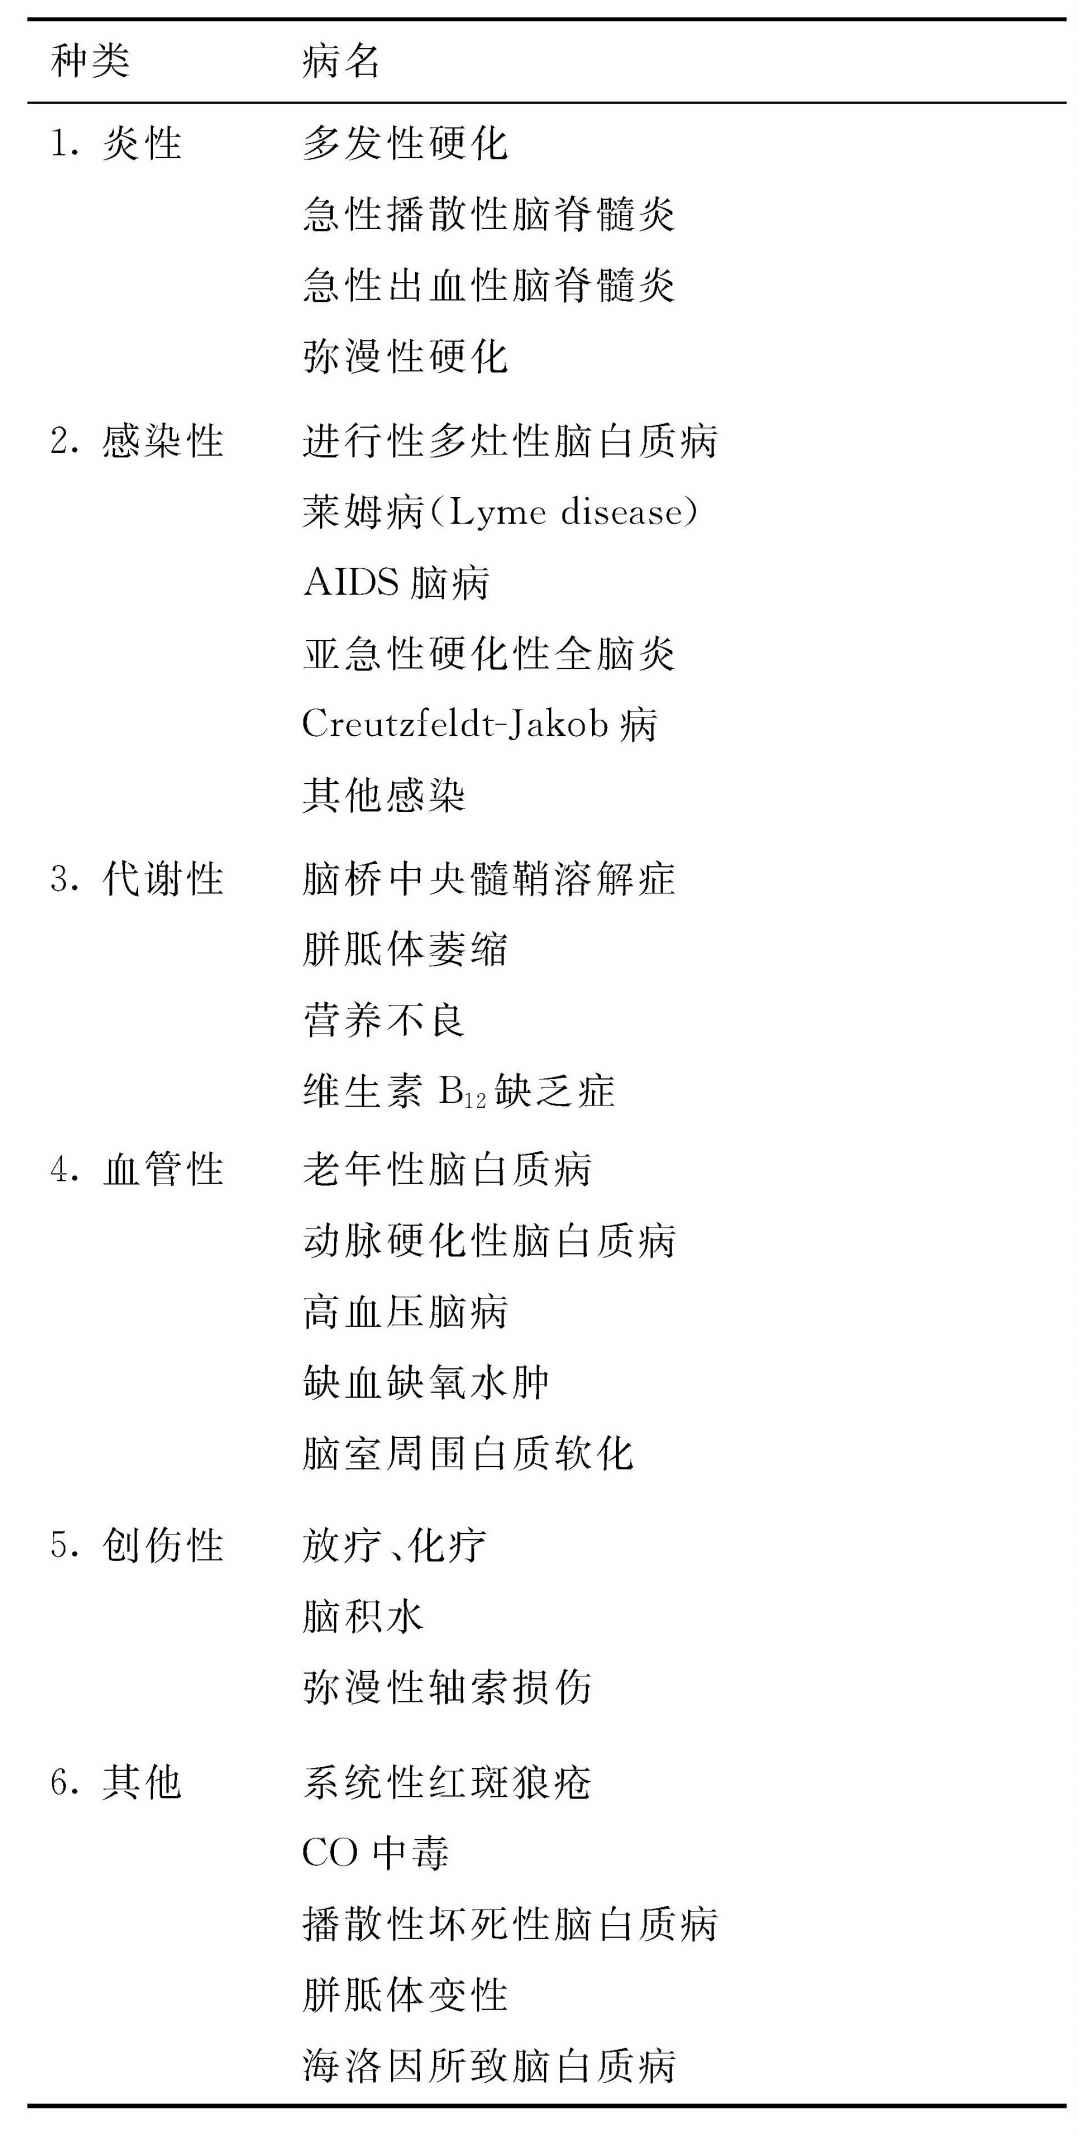 种类 病名
1. 炎性 多发性硬化
急性播散性脑脊髓炎
急性出血性脑脊髓炎
弥漫性硬化
2. 感染性 进行性多灶性脑白质病
莱姆病(Lyme disease)
AIDS 脑病
亚急性硬化性全脑炎
Creutzfeldt-Jakob 病
其他感染
3. 代谢性 脑桥中央髓鞘溶解症
胼胝体萎缩
营养不良
维生素 B₁₂缺乏症
4. 血管性 老年性脑白质病
动脉硬化性脑白质病
高血压脑病
缺血缺氧水肿
脑室周围白质软化
5. 创伤性 放疗、化疗
脑积水
弥漫性轴索损伤
6. 其他 系统性红斑狼疮
CO 中毒
播散性坏死性脑白质病
胼胝体变性
海洛因所致脑白质病